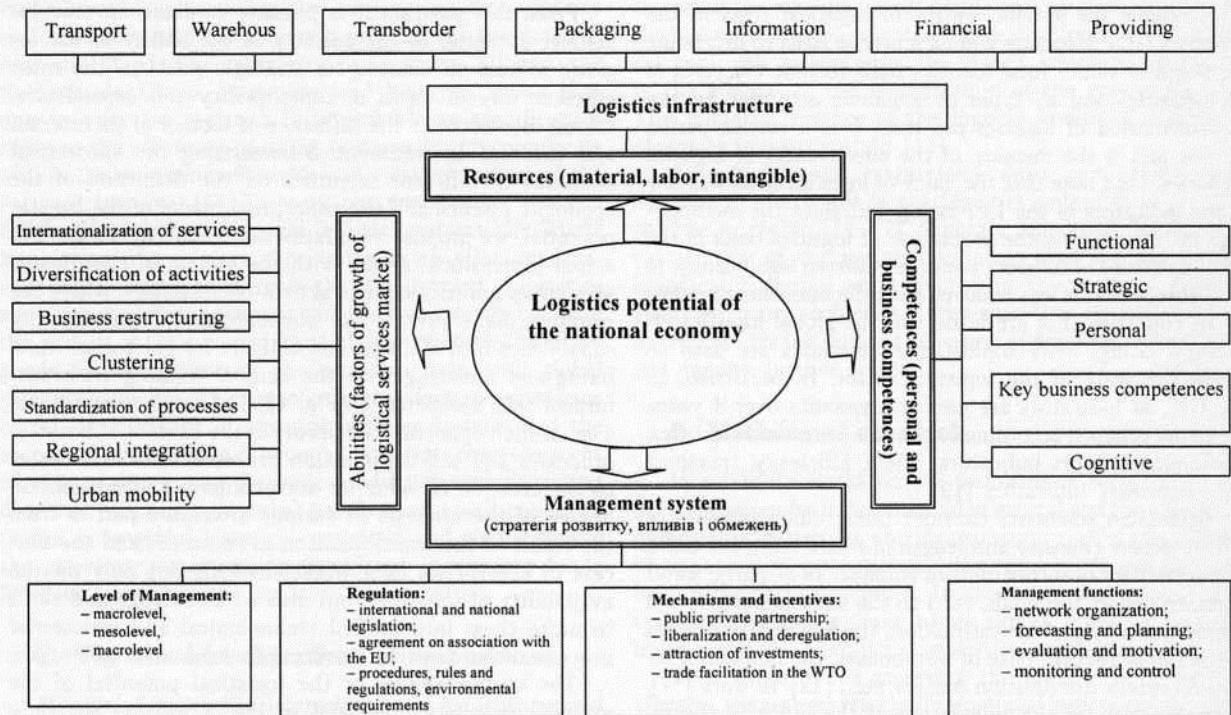 Transport
Warehous
Transborder
Packaging
Information
Financial
Providing
Logistics infrastructure
Resources (material, labor, intangible)
Internationalization of services
Diversification of activities
Business restructuring
Clustering
Standardization of processes
Regional integration
Urban mobility
Abilities (factors of growth of
logistical services market)
Logistics potential of
the national economy
Competences (personal and
business competences)
Functional
Strategic
Personal
Key business competences
Cognitive
Management system
(стратегія розвитку, впливи і обмежень)
Level of Management:
– microlevel,
– mesolevel,
– macrolevel
Regulation:
– international and national
legislation;
– agreement on association with
the EU;
– procedures, rules and
regulations, environmental
requirements
Mechanisms and incentives:
– public private partnership;
– liberalization and deregulation;
– attraction of investments;
– trade facilitation in the WTO
Management functions:
– network organization;
– forecasting and planning;
– evaluation and motivation;
– monitoring and control